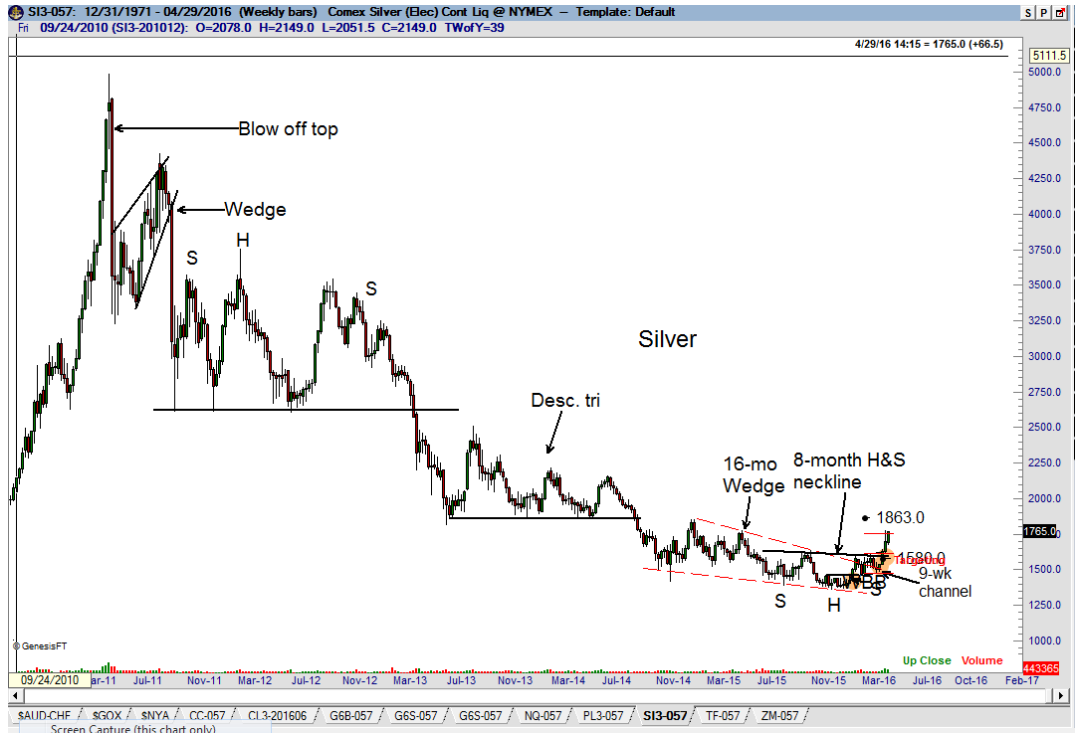 SI3-057: 12/31/1971 - 04/29/2016 (Weekly bars) Comex Silver (Elec) Cont Liq @ NYMEX – Template: Default
S P
Fri 09/24/2010 (SI3-201012): O=2078.0 H=2149.0 L=2051.5 C=2149.0 TWofY=39
4/29/16 14:15 = 1765.0 (+66.5)
5111.5
5000.0
4750.0
Blow off top
4500.0
4250.0
Wedge
4000.0
H
3750.0
S
3500.0
S
3250.0
Silver
3000.0
2750.0
2500.0
Desc. tri
2250.0
16-mo
Wedge
8-month H&S
neckline
2000.0
1863.0
1765.0
1589.0
Targeting
1500.0
9-wk
channel
S
H
S
1250.0
1000.0
© GenesisFT
Up Close Volume
443365
09/24/2010 ar-11 Jul-11 Nov-11 Mar-12 Jul-12 Nov-12 Mar-13 Jul-13 Nov-13 Mar-14 Jul-14 Nov-14 Mar-15 Jul-15 Nov-15 Mar-16 Jul-16 Oct-16 Feb-17
$AUD-CHF $GOX $NYA CC-057 CL3-201606 G6B-057 G6S-057 G6S-057 NQ-057 PL3-057 SI3-057 TF-057 ZM-057
Screen Capture (this chart only)